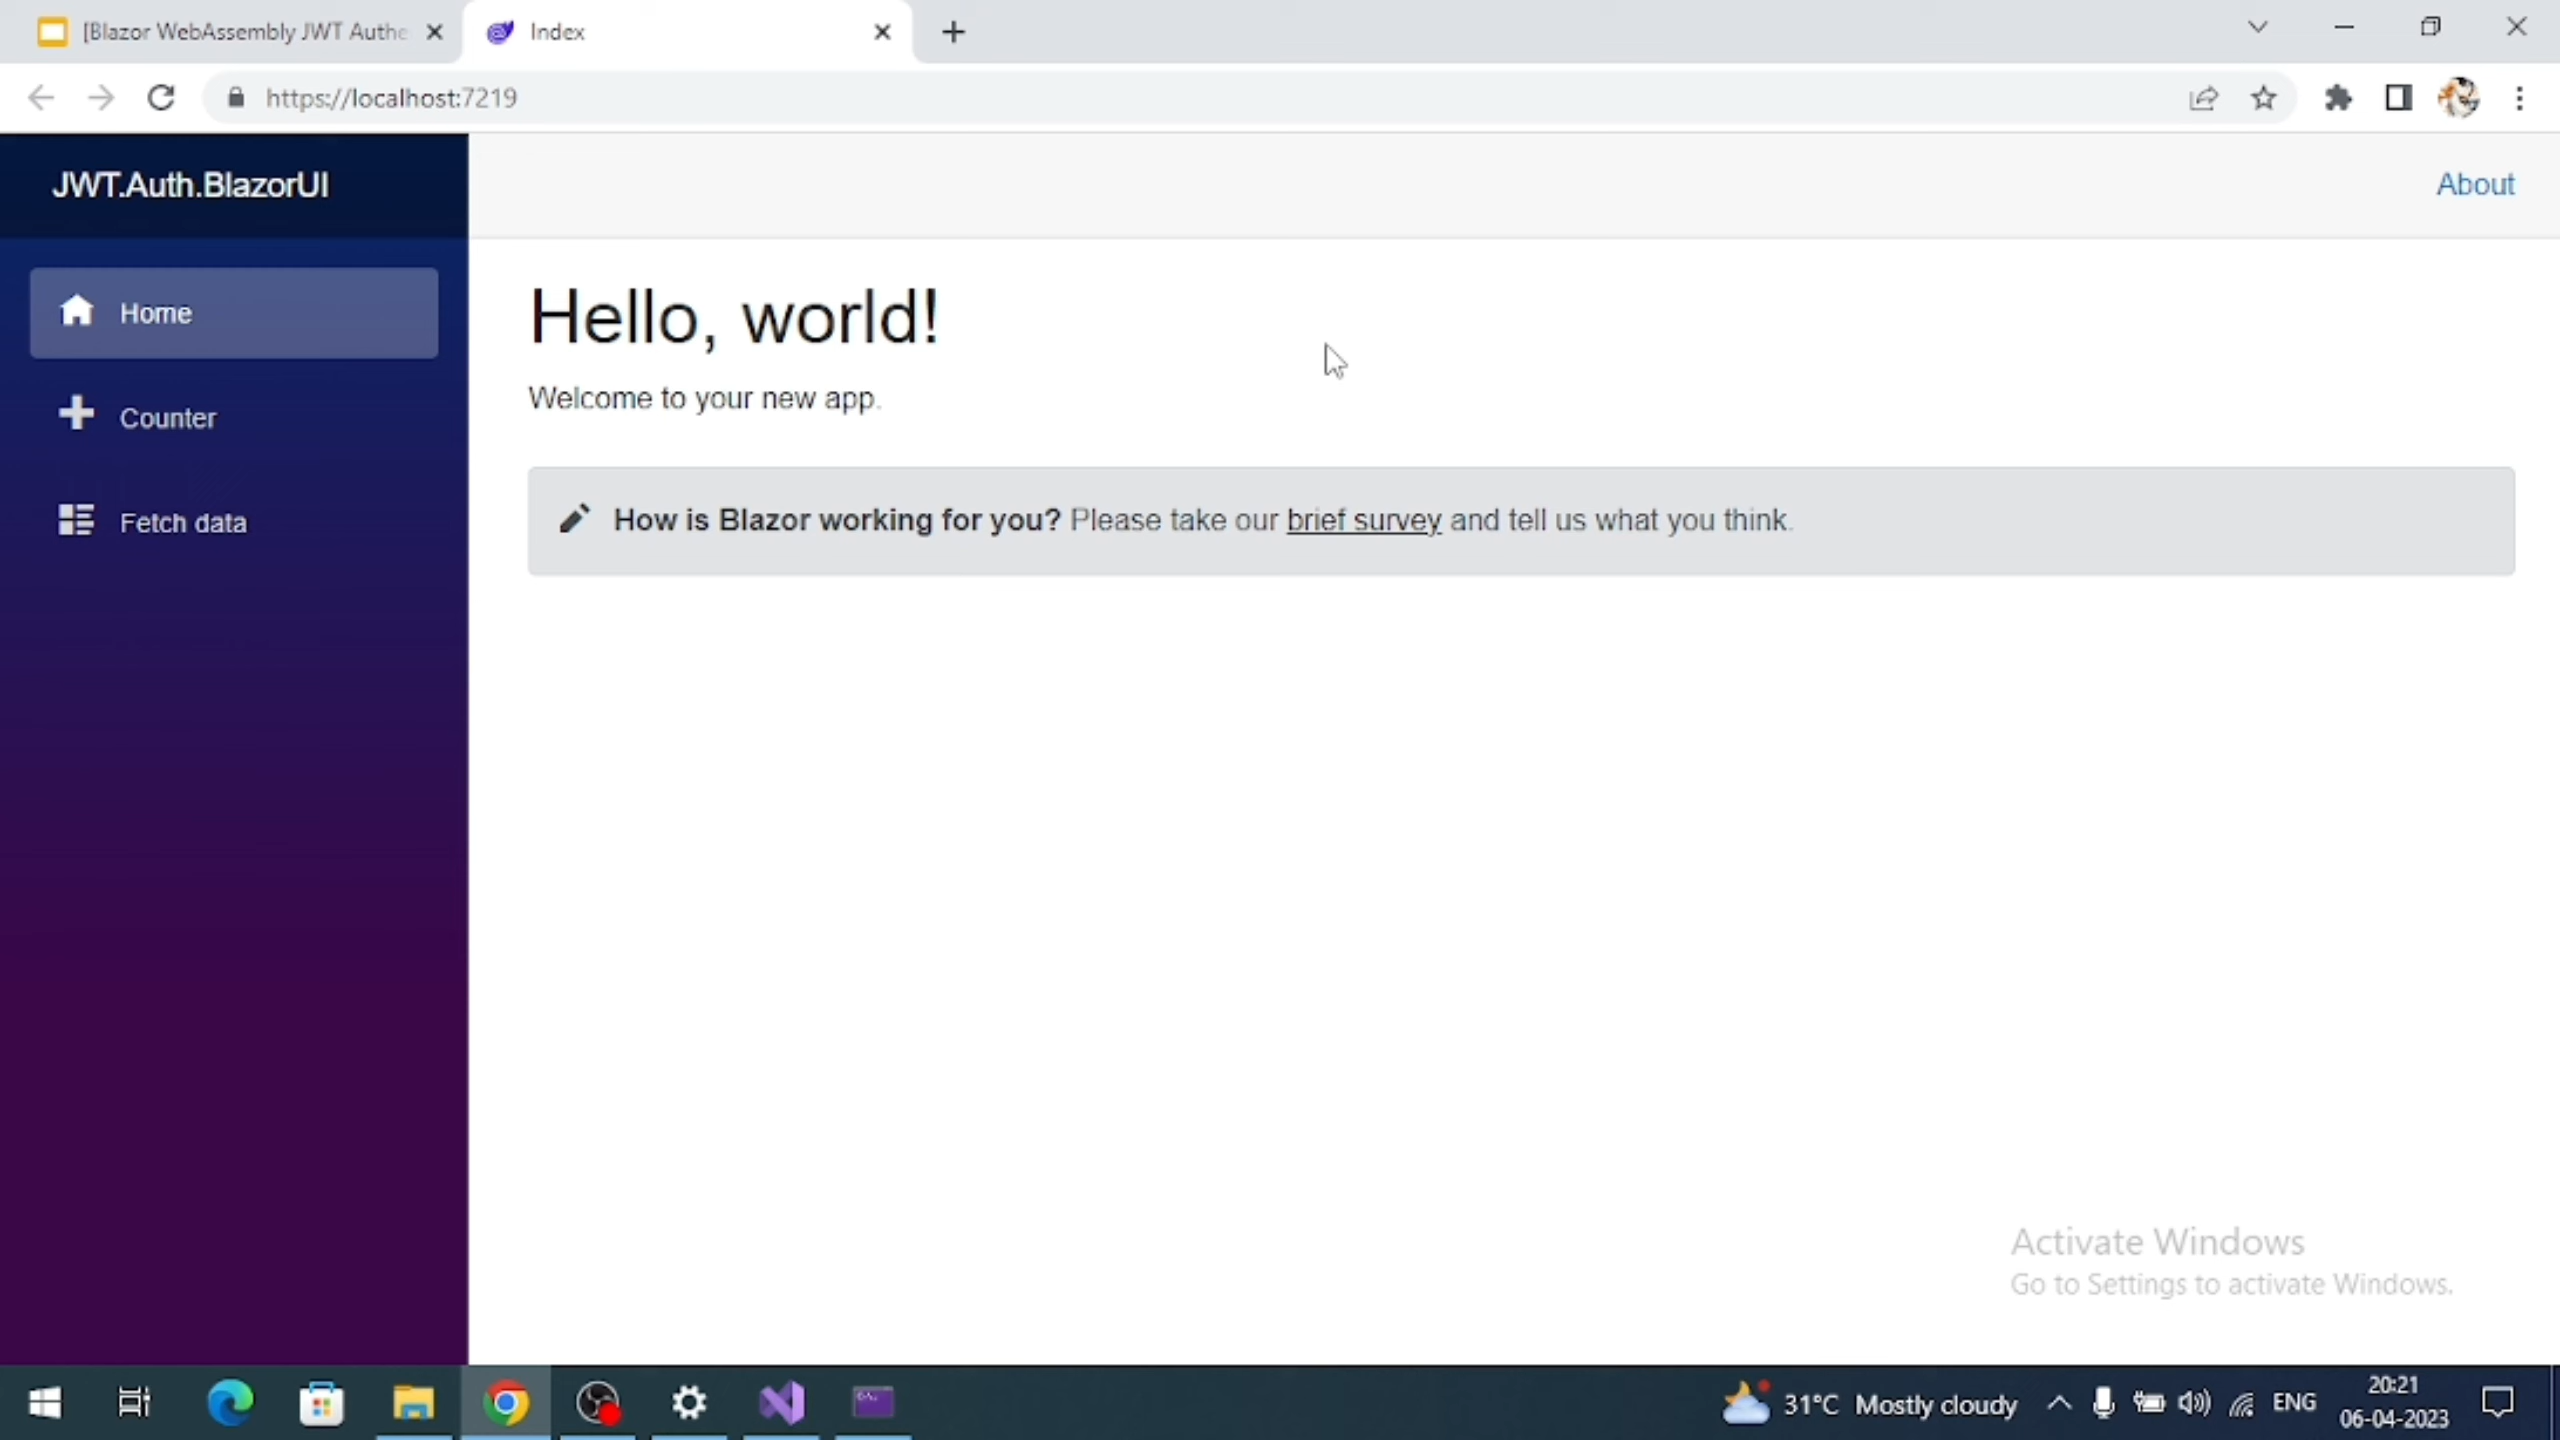 [Blazor WebAssembly JWT Authe
Index
https://localhost:7219
JWT.Auth.BlazorUI
About
Home
Counter
Fetch data
Hello, world!
Welcome to your new app.
How is Blazor working for you? Please take our brief survey and tell us what you think.
Activate Windows
Go to Settings to activate Windows.
31°C Mostly cloudy
ENG
20:21
06-04-2023